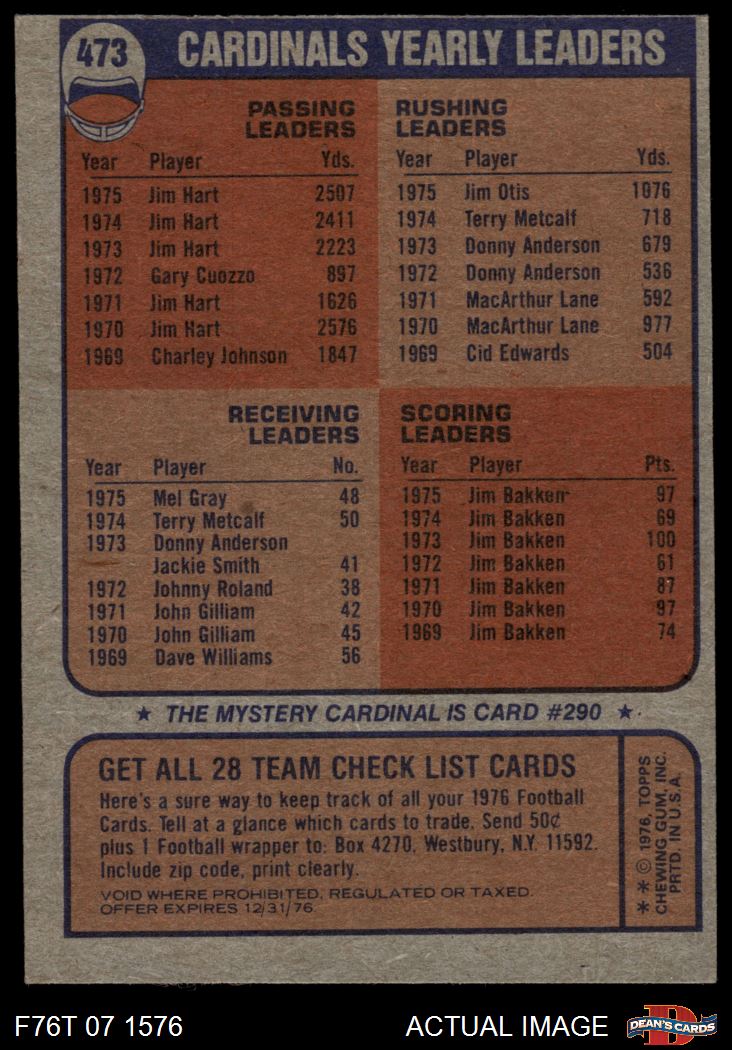 473
CARDINALS YEARLY LEADERS
PASSING
LEADERS
Year Player Yds.
1975 Jim Hart 2507
1974 Jim Hart 2411
1973 Jim Hart 2223
1972 Gary Cuozzo 897
1971 Jim Hart 1626
1970 Jim Hart 2576
1969 Charley Johnson 1847
RUSHING
LEADERS
Year Player Yds.
1975 Jim Otis 1076
1974 Terry Metcalf 718
1973 Donny Anderson 679
1972 Donny Anderson 536
1971 MacArthur Lane 592
1970 MacArthur Lane 977
1969 Cid Edwards 504
RECEIVING
LEADERS
Year Player No.
1975 Mel Gray 48
1974 Terry Metcalf 50
1973 Donny Anderson
Jackie Smith 41
1972 Johnny Roland 38
1971 John Gilliam 42
1970 John Gilliam 45
1969 Dave Williams 56
SCORING
LEADERS
Year Player Pts.
1975 Jim Bakken 97
1974 Jim Bakken 69
1973 Jim Bakken 100
1972 Jim Bakken 61
1971 Jim Bakken 87
1970 Jim Bakken 97
1969 Jim Bakken 74
★ THE MYSTERY CARDINAL IS CARD #290 ★
GET ALL 28 TEAM CHECK LIST CARDS
Here's a sure way to keep track of all your 1976 Football
Cards. Tell at a glance which cards to trade. Send 50¢
plus 1 Football wrapper to: Box 4270, Westbury, N.Y. 11592.
Include zip code, print clearly.
VOID WHERE PROHIBITED, REGULATED OR TAXED.
OFFER EXPIRES 12/31/76
** © 1976, TOPPS
CHEWING GUM, INC.
PRTD. IN U.S.A.
F76T 07 1576
ACTUAL IMAGE
D
DEAN'S CARDS